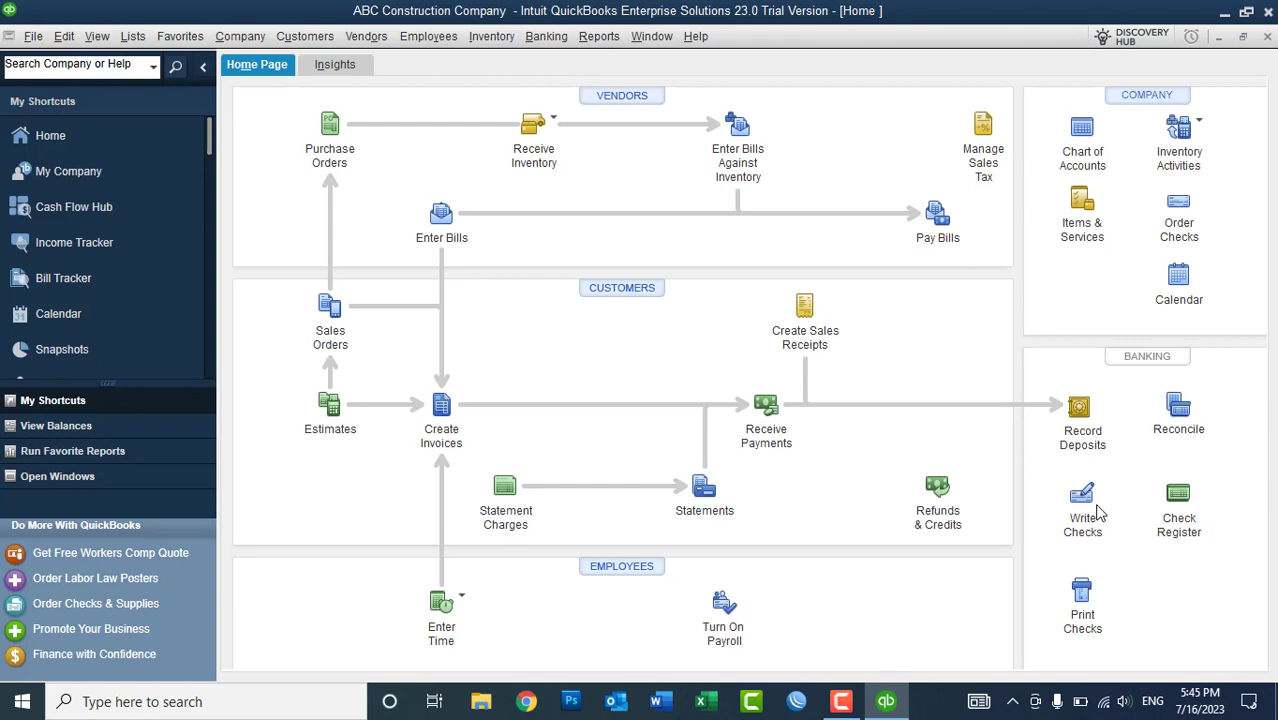 ABC Construction Company - Intuit QuickBooks Enterprise Solutions 23.0 Trial Version - [Home ]
File Edit View Lists Favorites Company Customers Vendors Employees Inventory Banking Reports Window Help
DISCOVERY
HUB
Search Company or Help
Home Page Insights
My Shortcuts
Home
My Company
Cash Flow Hub
Income Tracker
Bill Tracker
Calendar
Snapshots
My Shortcuts
View Balances
Run Favorite Reports
Open Windows
Do More With QuickBooks
Get Free Workers Comp Quote
Order Labor Law Posters
Order Checks & Supplies
Promote Your Business
Finance with Confidence
VENDORS
PO
Purchase
Orders
Receive
Inventory
Enter Bills
Against
Inventory
Manage
Sales
Tax
Enter Bills
Pay Bills
CUSTOMERS
Sales
Orders
Create Sales
Receipts
Estimates
Create
Invoices
Receive
Payments
Statement
Charges
Statements
Refunds
& Credits
EMPLOYEES
Enter
Time
Turn On
Payroll
COMPANY
Chart of
Accounts
Inventory
Activities
Items &
Services
Order
Checks
Calendar
BANKING
Record
Deposits
Reconcile
Write
Checks
Check
Register
Print
Checks
Type here to search
Ps
qb
ENG
5:45 PM
7/16/2023